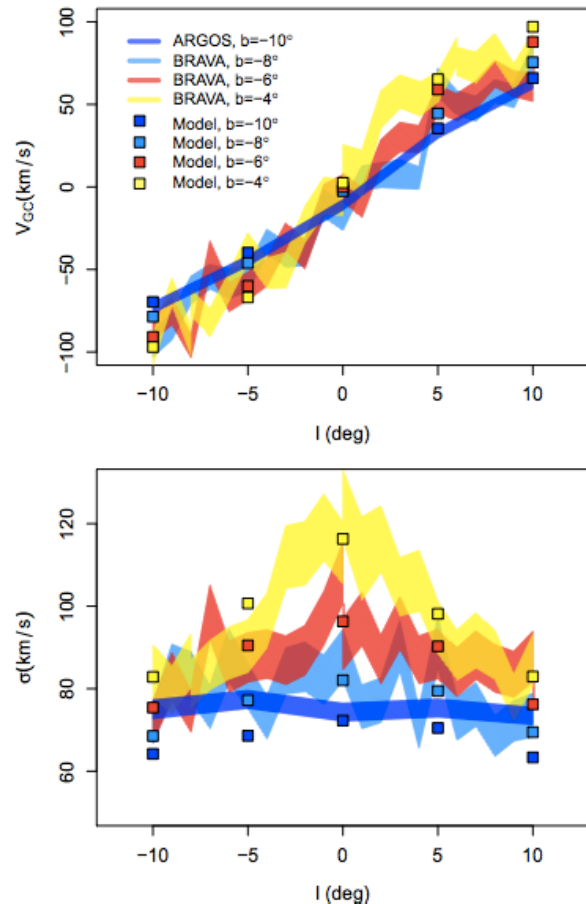 100
50
0
−50
−100
V_GC(km/s)
ARGOS, b=−10°
BRAVA, b=−8°
BRAVA, b=−6°
BRAVA, b=−4°
Model, b=−10°
Model, b=−8°
Model, b=−6°
Model, b=−4°
−10 −5 0 5 10
l (deg)
120
100
80
60
σ(km/s)
−10 −5 0 5 10
l (deg)